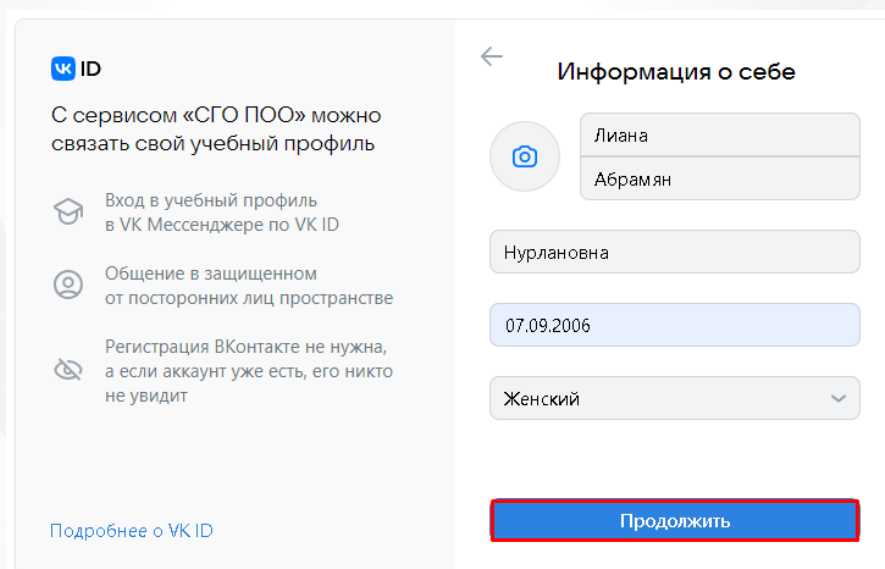 VK ID
С сервисом «СГО ПОО» можно
связать свой учебный профиль
Вход в учебный профиль
в VK Мессенджере по VK ID
Общение в защищенном
от посторонних лиц пространстве
Регистрация ВКонтакте не нужна,
а если аккаунт уже есть, его никто
не увидит
Подробнее о VK ID
Информация о себе
Лиана
Абрамян
Нурлановна
07.09.2006
Женский
Продолжить